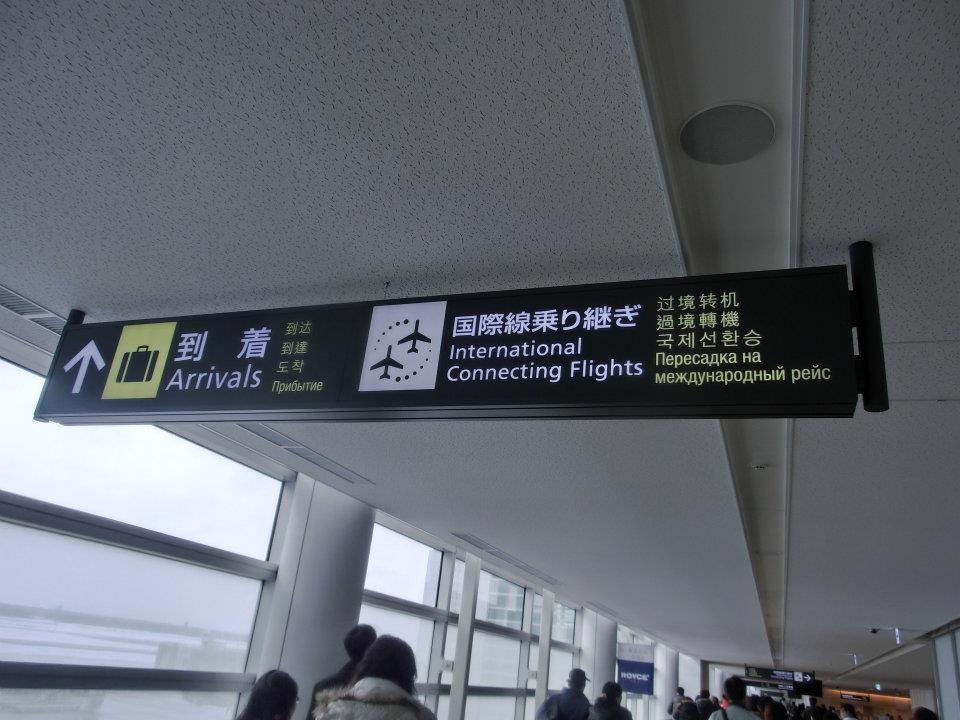 到着
Arrivals
到达
到達
도착
Прибытие
国際線乗り継ぎ
International
Connecting Flights
过境转机
過境轉機
국제선환승
Пересадка на
международный рейс
ROYCE'